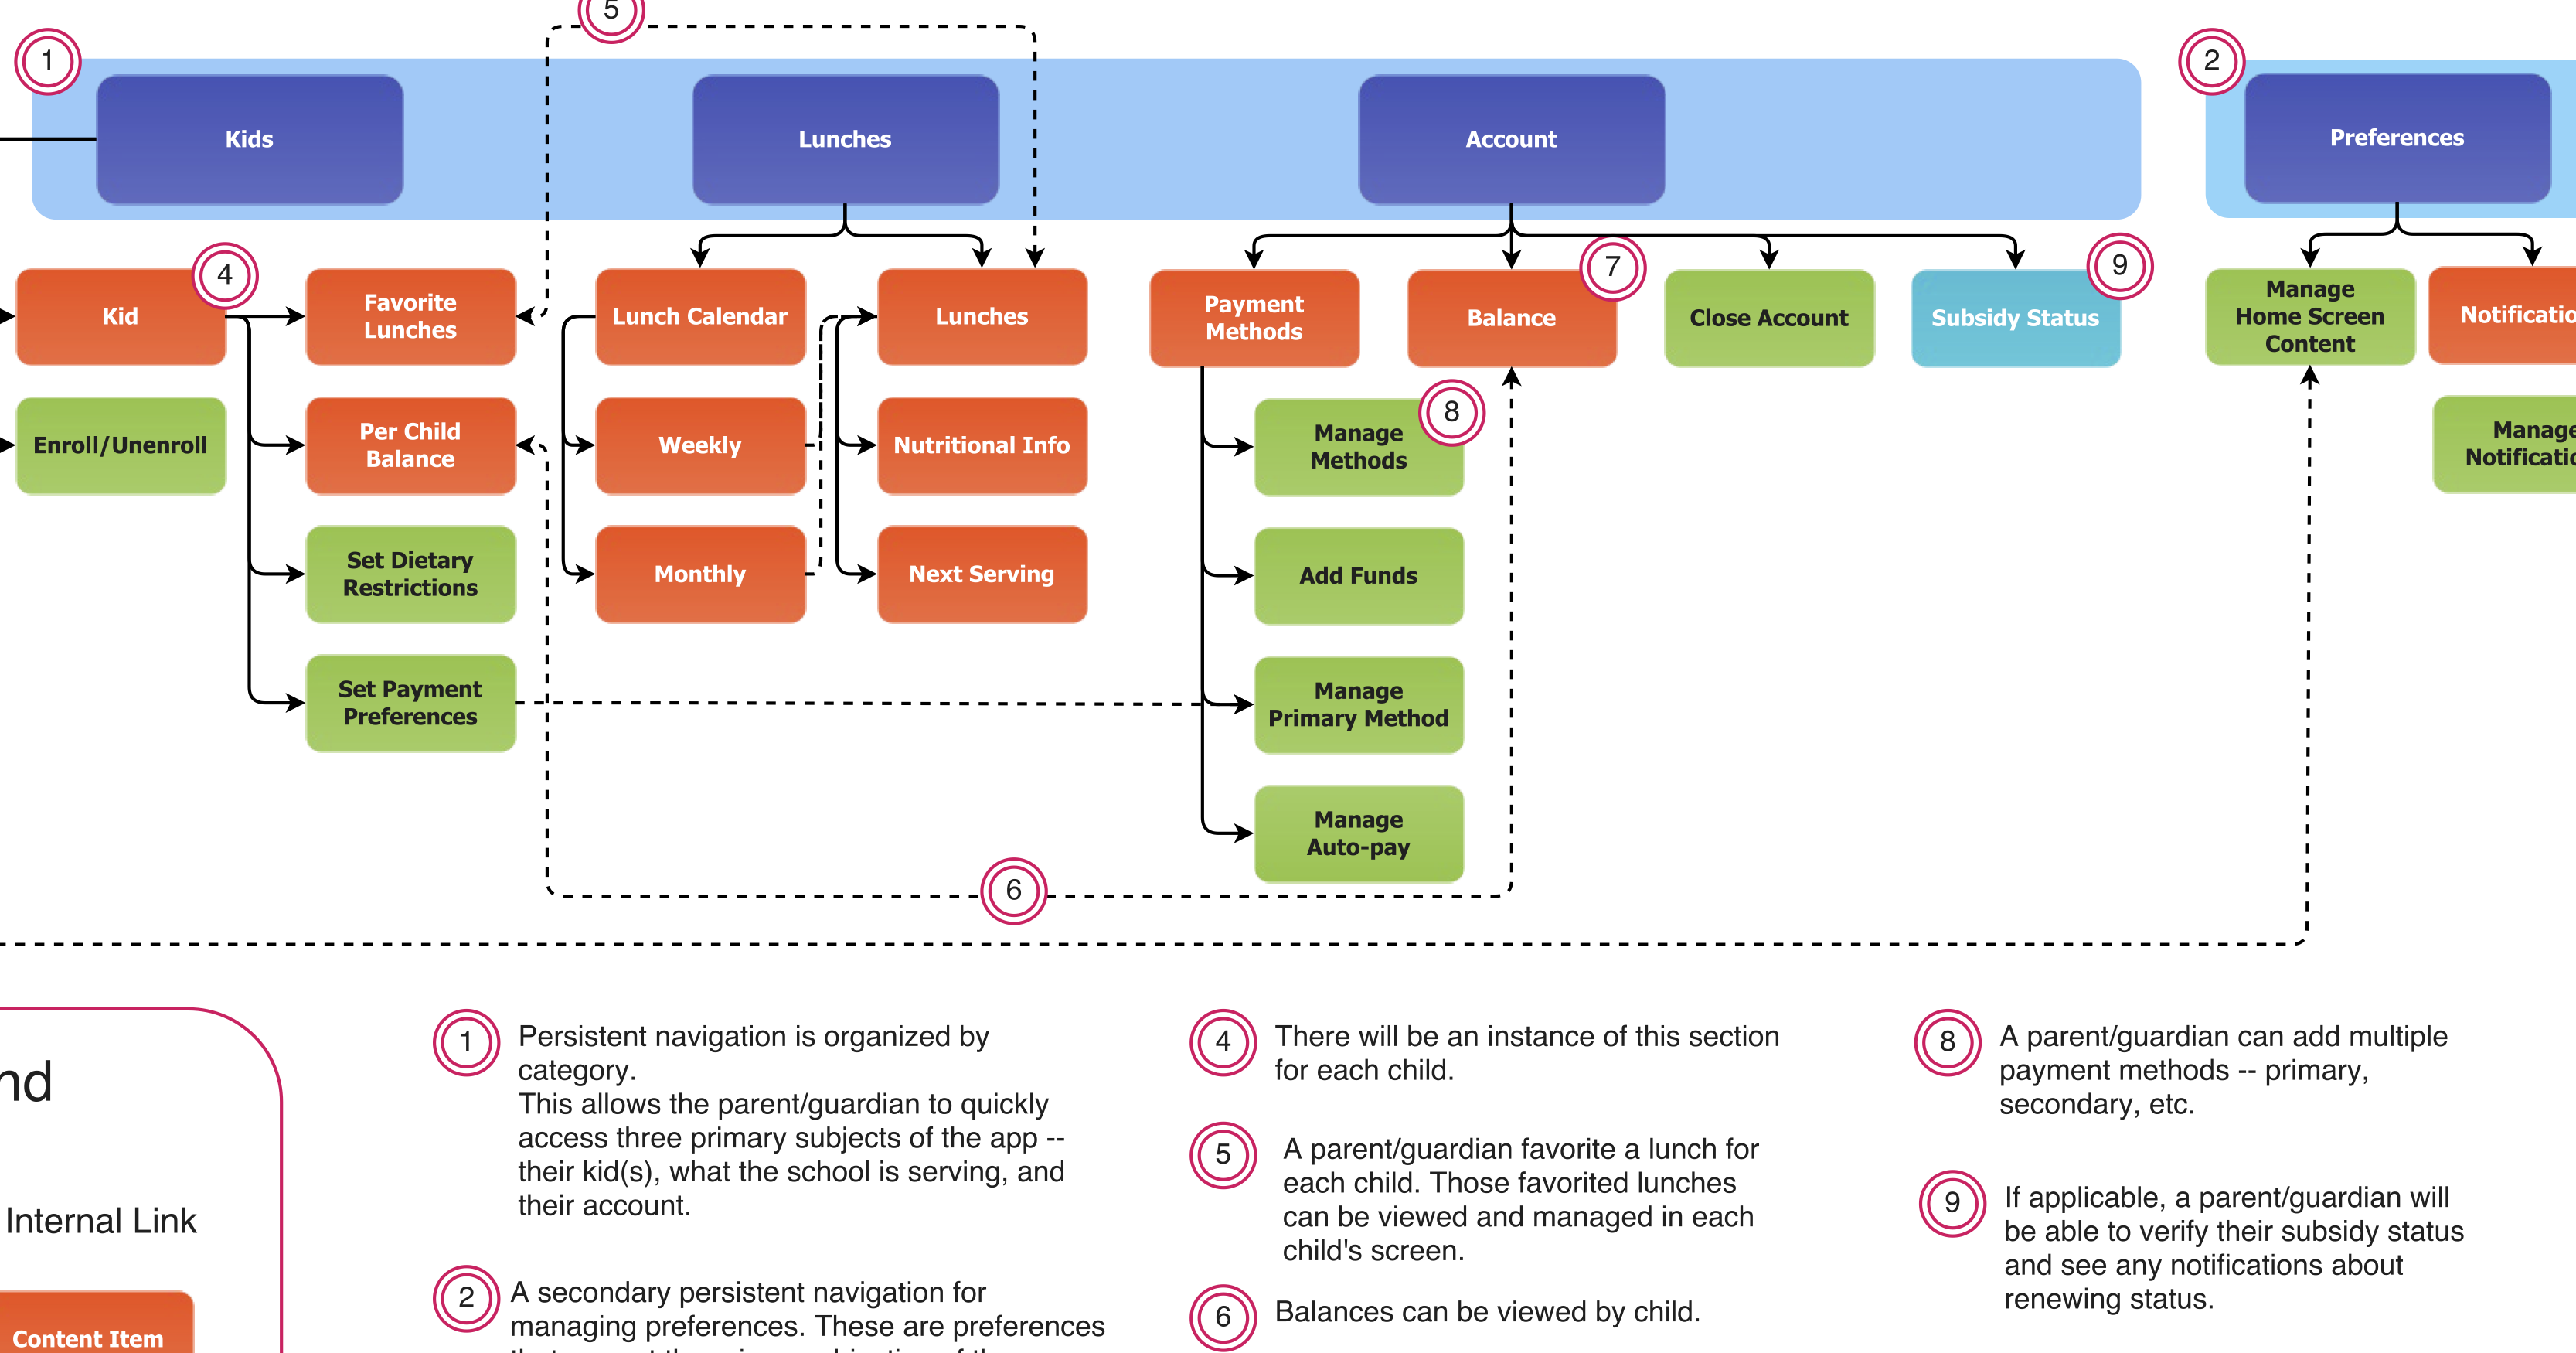 5
1
2
Kids
Lunches
Account
Preferences
4
7
9
Kid
Favorite
Lunches
Lunch Calendar
Lunches
Payment
Methods
Balance
Close Account
Subsidy Status
Manage
Home Screen
Content
Enroll/Unenroll
Per Child
Balance
Weekly
Nutritional Info
8
Manage
Methods
Manage
Set Dietary
Restrictions
Monthly
Next Serving
Add Funds
Set Payment
Preferences
Manage
Primary Method
Manage
Auto-pay
6
nd
Internal Link
Content Item
1
Persistent navigation is organized by
category.
This allows the parent/guardian to quickly
access three primary subjects of the app --
their kid(s), what the school is serving, and
their account.
2
A secondary persistent navigation for
managing preferences. These are preferences
4
There will be an instance of this section
for each child.
5
A parent/guardian favorite a lunch for
each child. Those favorited lunches
can be viewed and managed in each
child's screen.
6
Balances can be viewed by child.
8
A parent/guardian can add multiple
payment methods -- primary,
secondary, etc.
9
If applicable, a parent/guardian will
be able to verify their subsidy status
and see any notifications about
renewing status.